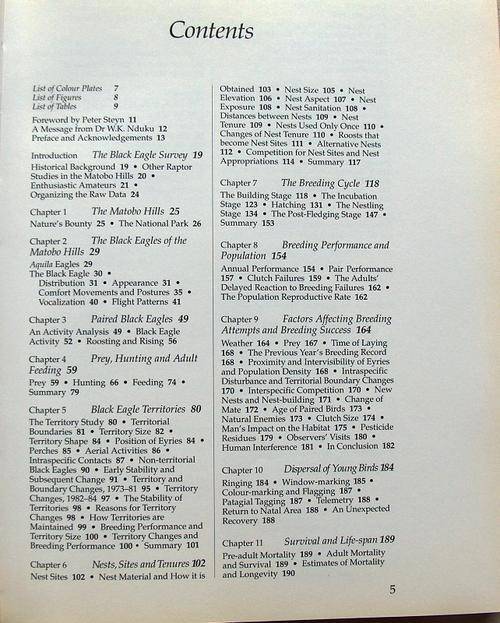 Contents
List of Colour Plates 7
List of Figures 8
List of Tables 9
Foreword by Peter Steyn 11
A Message from Dr W.K. Nduku 12
Preface and Acknowledgements 13
Introduction The Black Eagle Survey 19
Historical Background 19 • Other Raptor
Studies in the Matobo Hills 20 •
Enthusiastic Amateurs 21 •
Organizing the Raw Data 24
Chapter 1 The Matobo Hills 25
Nature's Bounty 25 • The National Park 26
Chapter 2 The Black Eagles of the
Matobo Hills 29
Aquila Eagles 29
The Black Eagle 30 •
Distribution 31 • Appearance 31 •
Comfort Movements and Postures 35 •
Vocalization 40 • Flight Patterns 41
Chapter 3 Paired Black Eagles 49
An Activity Analysis 49 • Black Eagle
Activity 52 • Roosting and Rising 56
Chapter 4 Prey, Hunting and Adult
Feeding 59
Prey 59 • Hunting 66 • Feeding 74 •
Summary 79
Chapter 5 Black Eagle Territories 80
The Territory Study 80 • Territorial
Boundaries 81 • Territory Size 82 •
Territory Shape 84 • Position of Eyries 84 •
Perches 85 • Aerial Activities 86 •
Intraspecific Contacts 87 • Non-territorial
Black Eagles 90 • Early Stability and
Subsequent Change 91 • Territory and
Boundary Changes, 1973–81 95 • Territory
Changes, 1982–84 97 • The Stability of
Territories 98 • Reasons for Territory
Changes 98 • How Territories are
Maintained 99 • Breeding Performance and
Territory Size 100 • Territory Changes and
Breeding Performance 100 • Summary 101
Chapter 6 Nests, Sites and Tenures 102
Nest Sites 102 • Nest Material and How it is
Obtained 103 • Nest Size 105 • Nest
Elevation 106 • Nest Aspect 107 • Nest
Exposure 108 • Nest Sanitation 108 •
Distances between Nests 109 • Nest
Tenure 109 • Nests Used Only Once 110 •
Changes of Nest Tenure 110 • Roosts that
become Nest Sites 111 • Alternative Nests
112 • Competition for Nest Sites and Nest
Appropriations 114 • Summary 117
Chapter 7 The Breeding Cycle 118
The Building Stage 118 • The Incubation
Stage 123 • Hatching 131 • The Nestling
Stage 134 • The Post-Fledging Stage 147 •
Summary 153
Chapter 8 Breeding Performance and
Population 154
Annual Performance 154 • Pair Performance
157 • Clutch Failures 159 • The Adults'
Delayed Reaction to Breeding Failures 162 •
The Population Reproductive Rate 162
Chapter 9 Factors Affecting Breeding
Attempts and Breeding Success 164
Weather 164 • Prey 167 • Time of Laying
168 • The Previous Year's Breeding Record
168 • Proximity and Intervisibility of Eyries
and Population Density 168 • Intraspecific
Disturbance and Territorial Boundary Changes
170 • Interspecific Competition 170 • New
Nests and Nest-building 171 • Change of
Mate 172 • Age of Paired Birds 173 •
Natural Enemies 173 • Clutch Size 174 •
Man's Impact on the Habitat 175 • Pesticide
Residues 179 • Observers' Visits 180 •
Human Interference 181 • In Conclusion 182
Chapter 10 Dispersal of Young Birds 184
Ringing 184 • Window-marking 185 •
Colour-marking and Flagging 187 •
Patagial Tagging 187 • Telemetry 188 •
Return to Natal Area 188 • An Unexpected
Recovery 188
Chapter 11 Survival and Life-span 189
Pre-adult Mortality 189 • Adult Mortality
and Survival 189 • Estimates of Mortality
and Longevity 190
5